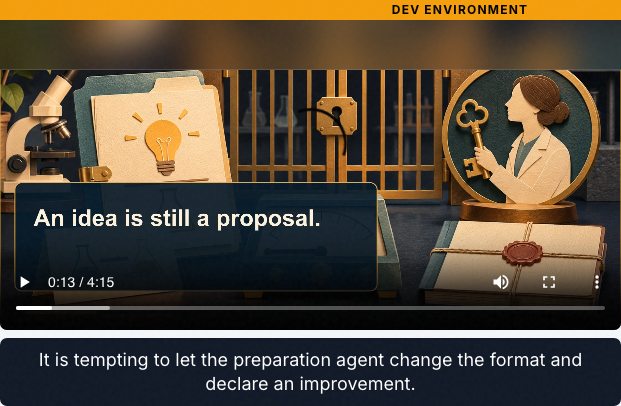 DEV ENVIRONMENT
An idea is still a proposal.
0:13 / 4:15
It is tempting to let the preparation agent change the format and
declare an improvement.